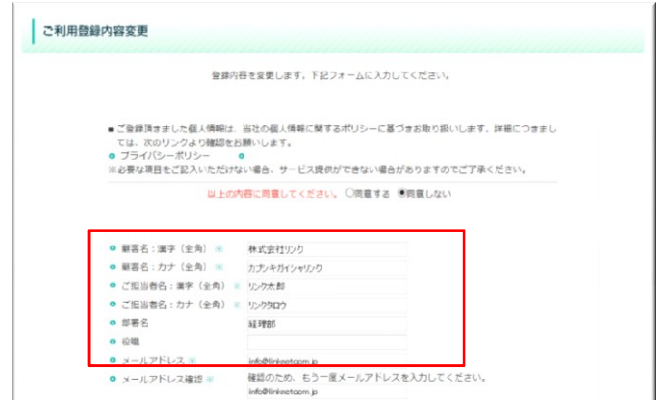 ご利用登録内容変更
登録内容を変更します。下記フォームに入力してください。
■ ご登録頂きました個人情報は、当社の個人情報に関するポリシーに基づきお取り扱いします。詳細につきまし
ては、次のリンクより確認をお願いします。
プライバシーポリシー
※必要な項目をご記入いただけない場合、サービス提供ができない場合がありますのでご了承ください。
以上の内容に同意してください。 同意する 同意しない
顧客名：漢字（全角） ※ 株式会社リンク
顧客名：カナ（全角） ※ カブシキガイシャリンク
ご担当者名：漢字（全角） ※ リンク太郎
ご担当者名：カナ（全角） ※ リンクタロウ
部署名 経理部
役職
メールアドレス ※ info@linkeetcom.jp
メールアドレス確認 ※ 確認のため、もう一度メールアドレスを入力してください。
info@linkeetcom.jp